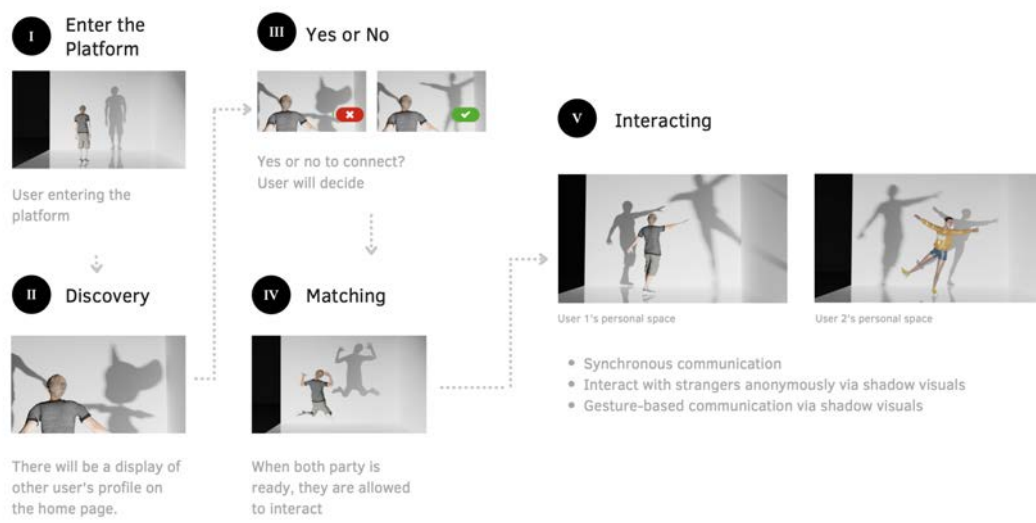 I
Enter the
Platform
User entering the
platform
II
Discovery
There will be a display of
other user's profile on
the home page.
III
Yes or No
Yes or no to connect?
User will decide
IV
Matching
When both party is
ready, they are allowed
to interact
V
Interacting
User 1's personal space
User 2's personal space
• Synchronous communication
• Interact with strangers anonymously via shadow visuals
• Gesture-based communication via shadow visuals